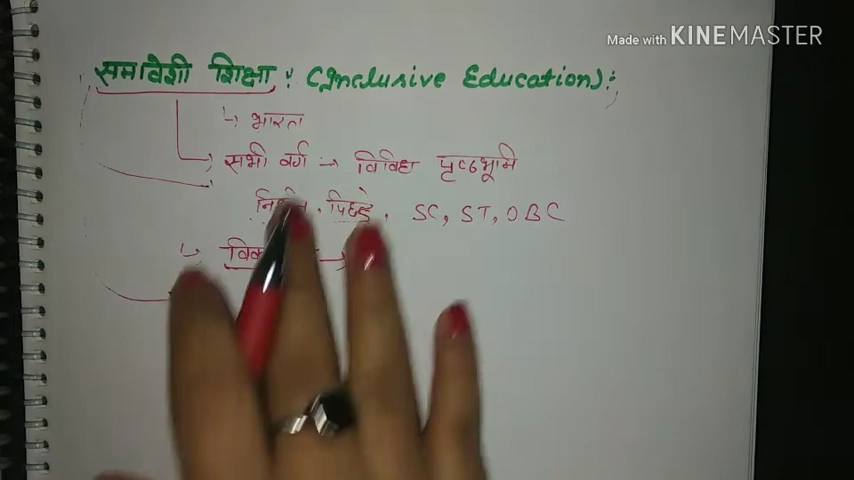 Made with KINEMASTER
समावेशी शिक्षा : (Inclusive Education) :
भारत
सभी वर्ग → विविध पृष्ठभूमि
पिछड़े, SC, ST, OBC